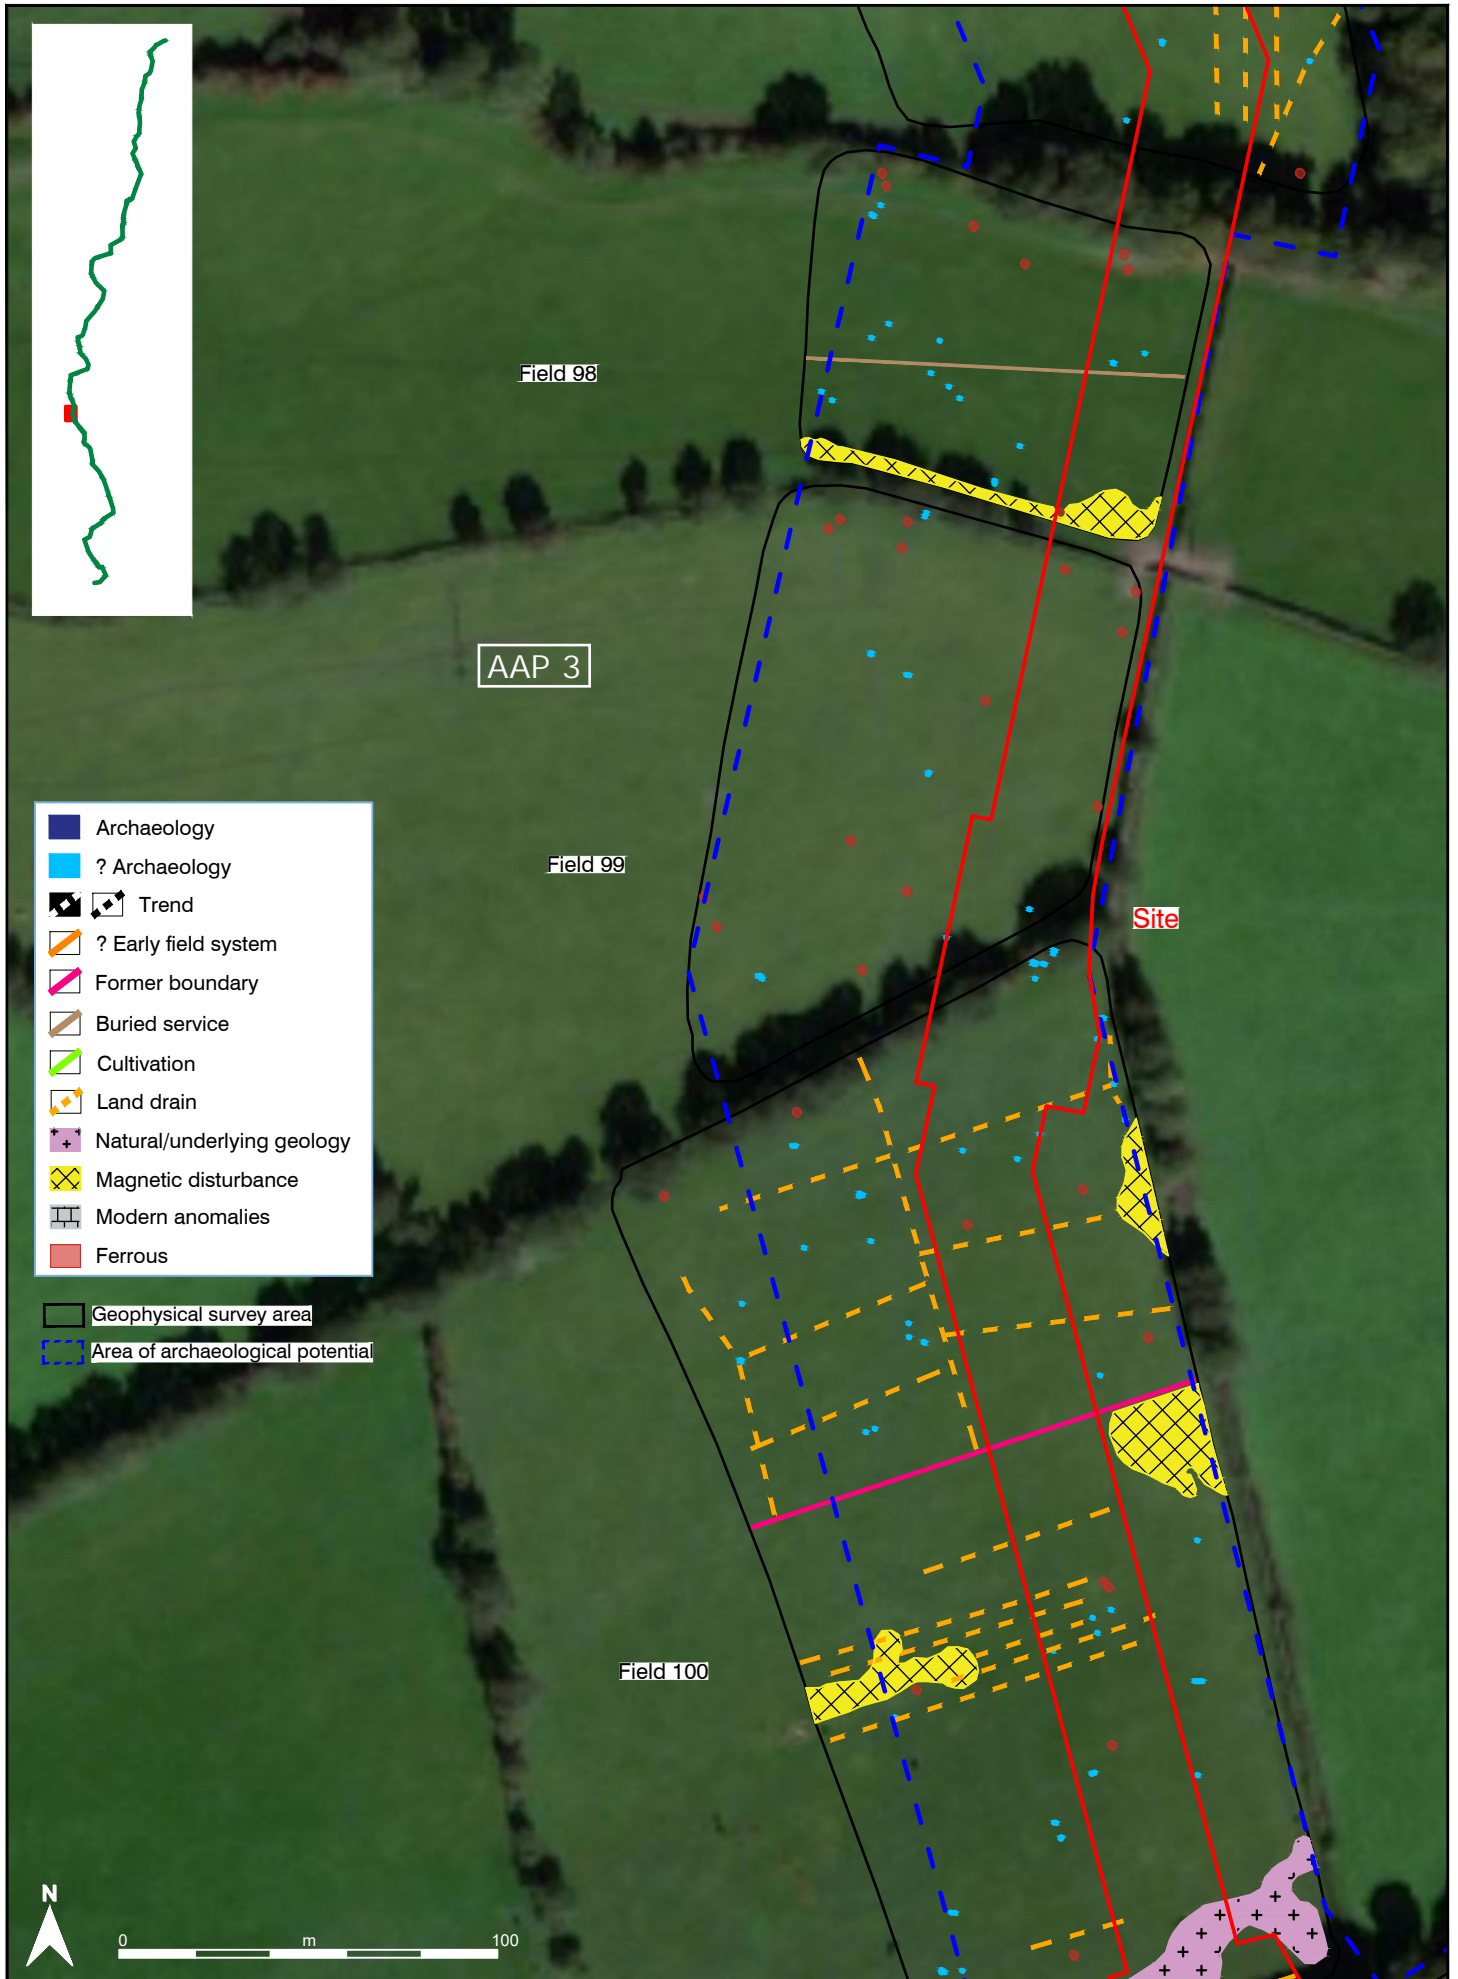 Field 98
AAP 3
Field 99
Site
Archaeology
? Archaeology
Trend
? Early field system
Former boundary
Buried service
Cultivation
Land drain
Natural/underlying geology
Magnetic disturbance
Modern anomalies
Ferrous
Geophysical survey area
Area of archaeological potential
Field 100
N
0 m 100